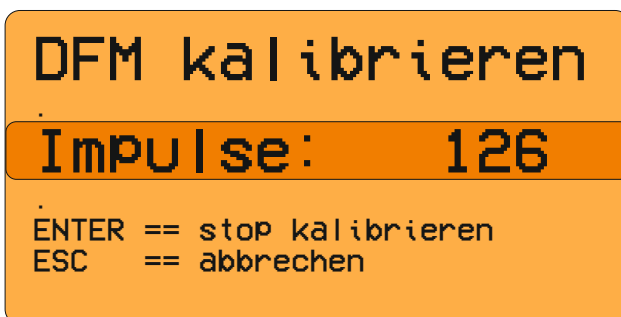 DFM kalibrieren
.
Impulse: 126
.
ENTER == stop kalibrieren
ESC == abbrechen